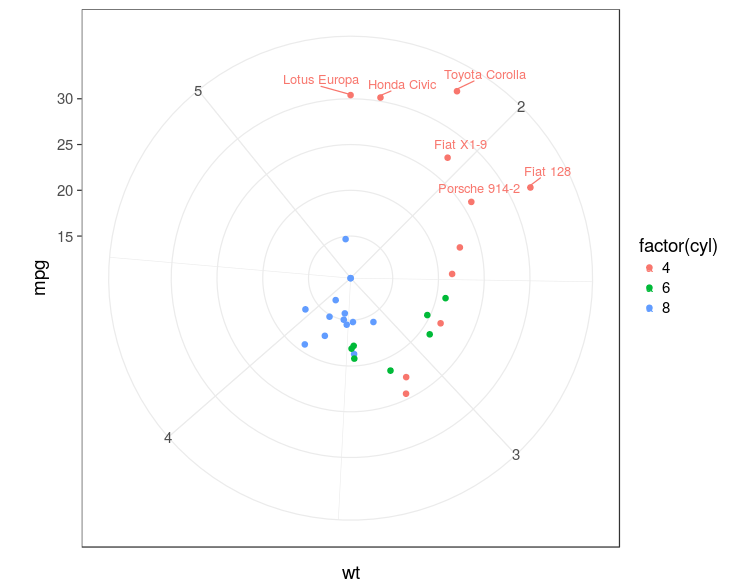 Lotus Europa
Honda Civic
Toyota Corolla
5
2
30
25
Fiat X1-9
Fiat 128
20
Porsche 914-2
15
factor(cyl)
4
6
8
mpg
4
3
wt